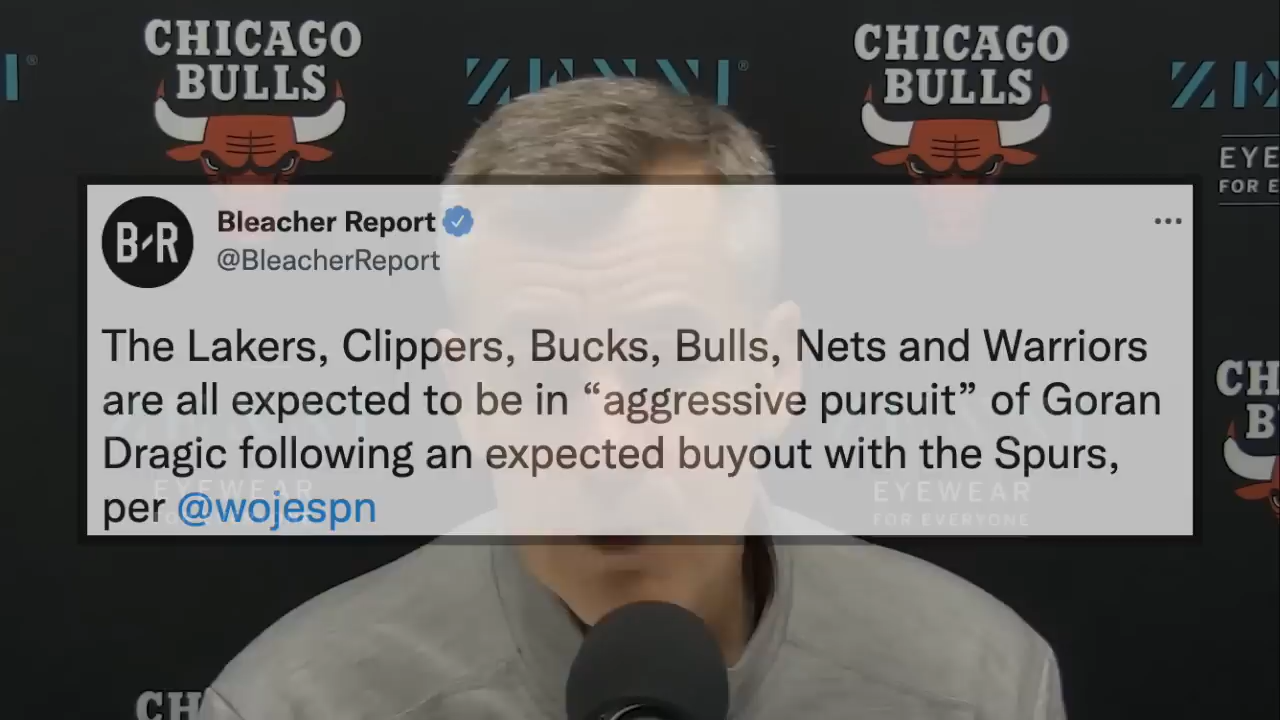 CHICAGO
BULLS
CHICAGO
BULLS
ZENNI®
EYE
FOR E
B-R
Bleacher Report
@BleacherReport
The Lakers, Clippers, Bucks, Bulls, Nets and Warriors
are all expected to be in “aggressive pursuit” of Goran
Dragic following an expected buyout with the Spurs,
per @wojespn
CH
B
EYEWEAR
EYEWEAR
FOR EVERYONE
CH